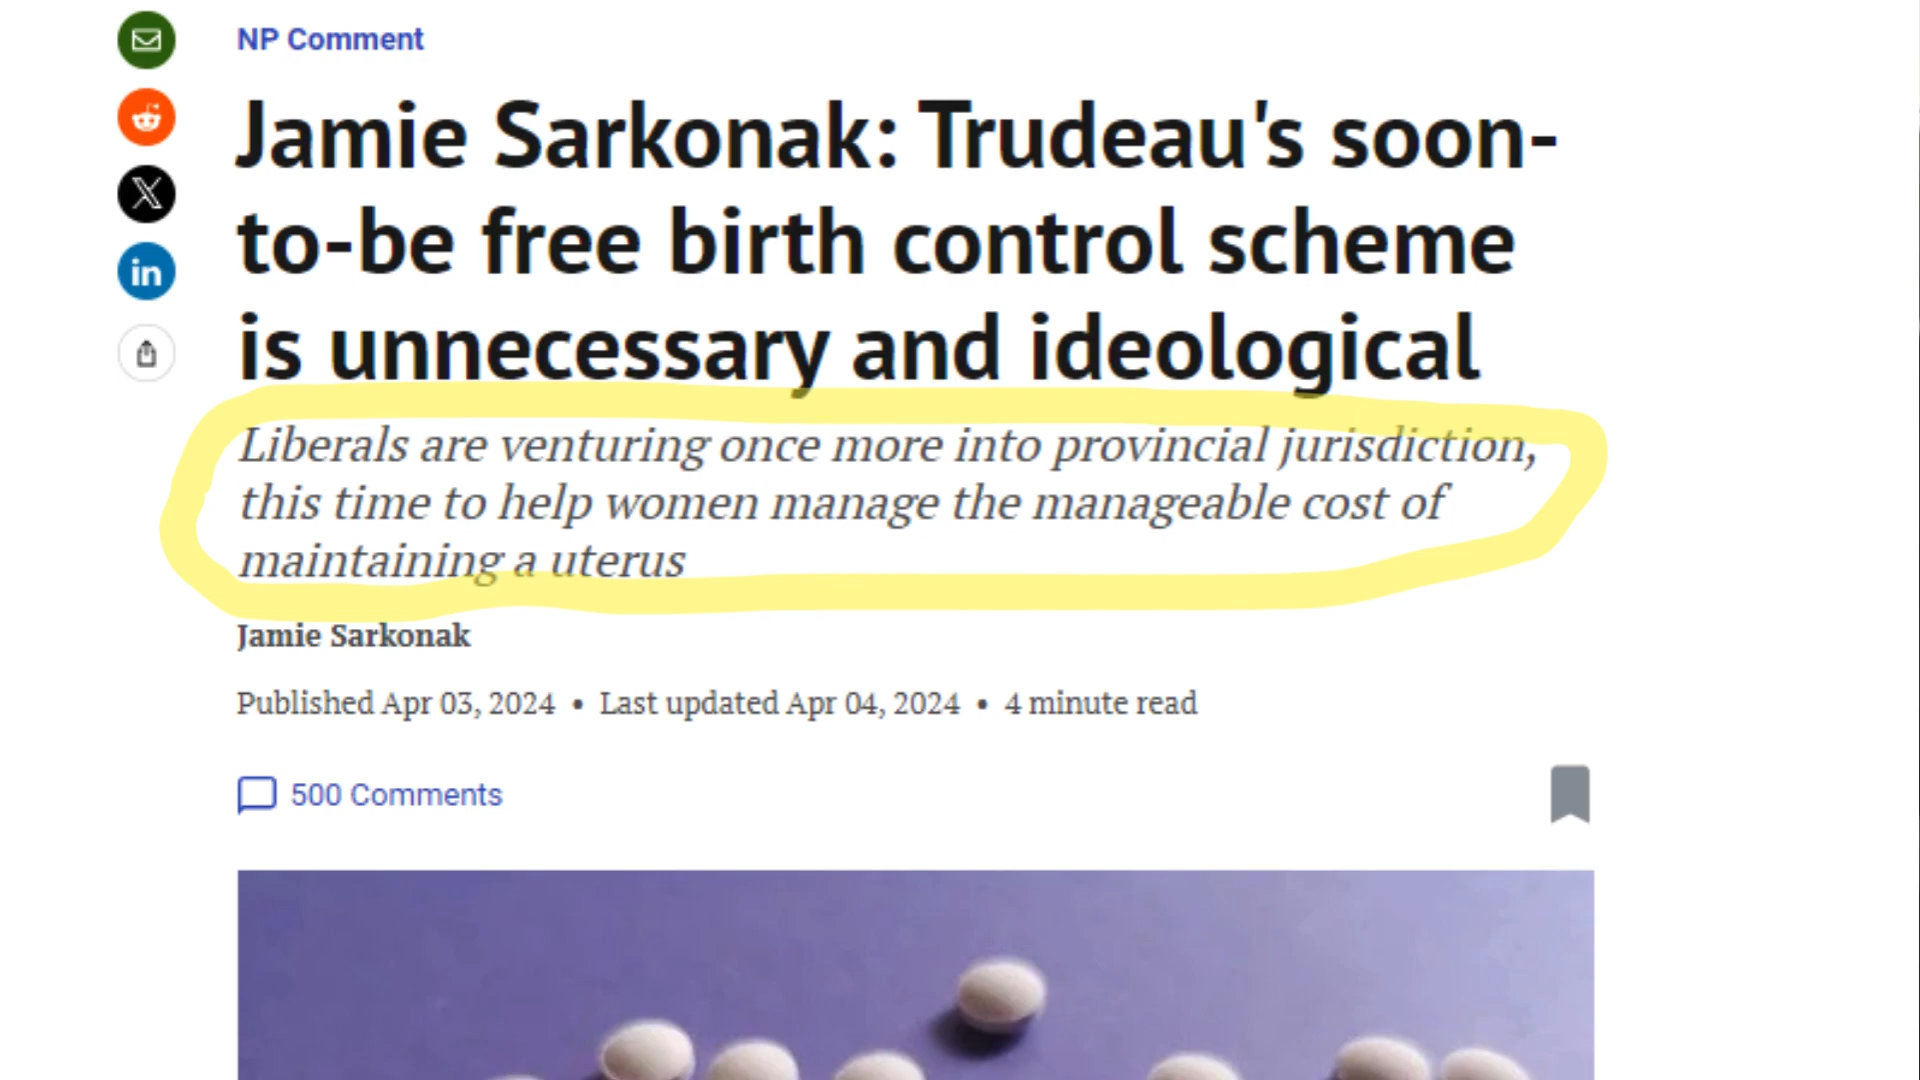 NP Comment
Jamie Sarkonak: Trudeau's soon-
to-be free birth control scheme
is unnecessary and ideological
Liberals are venturing once more into provincial jurisdiction,
this time to help women manage the manageable cost of
maintaining a uterus
Jamie Sarkonak
Published Apr 03, 2024 • Last updated Apr 04, 2024 • 4 minute read
500 Comments